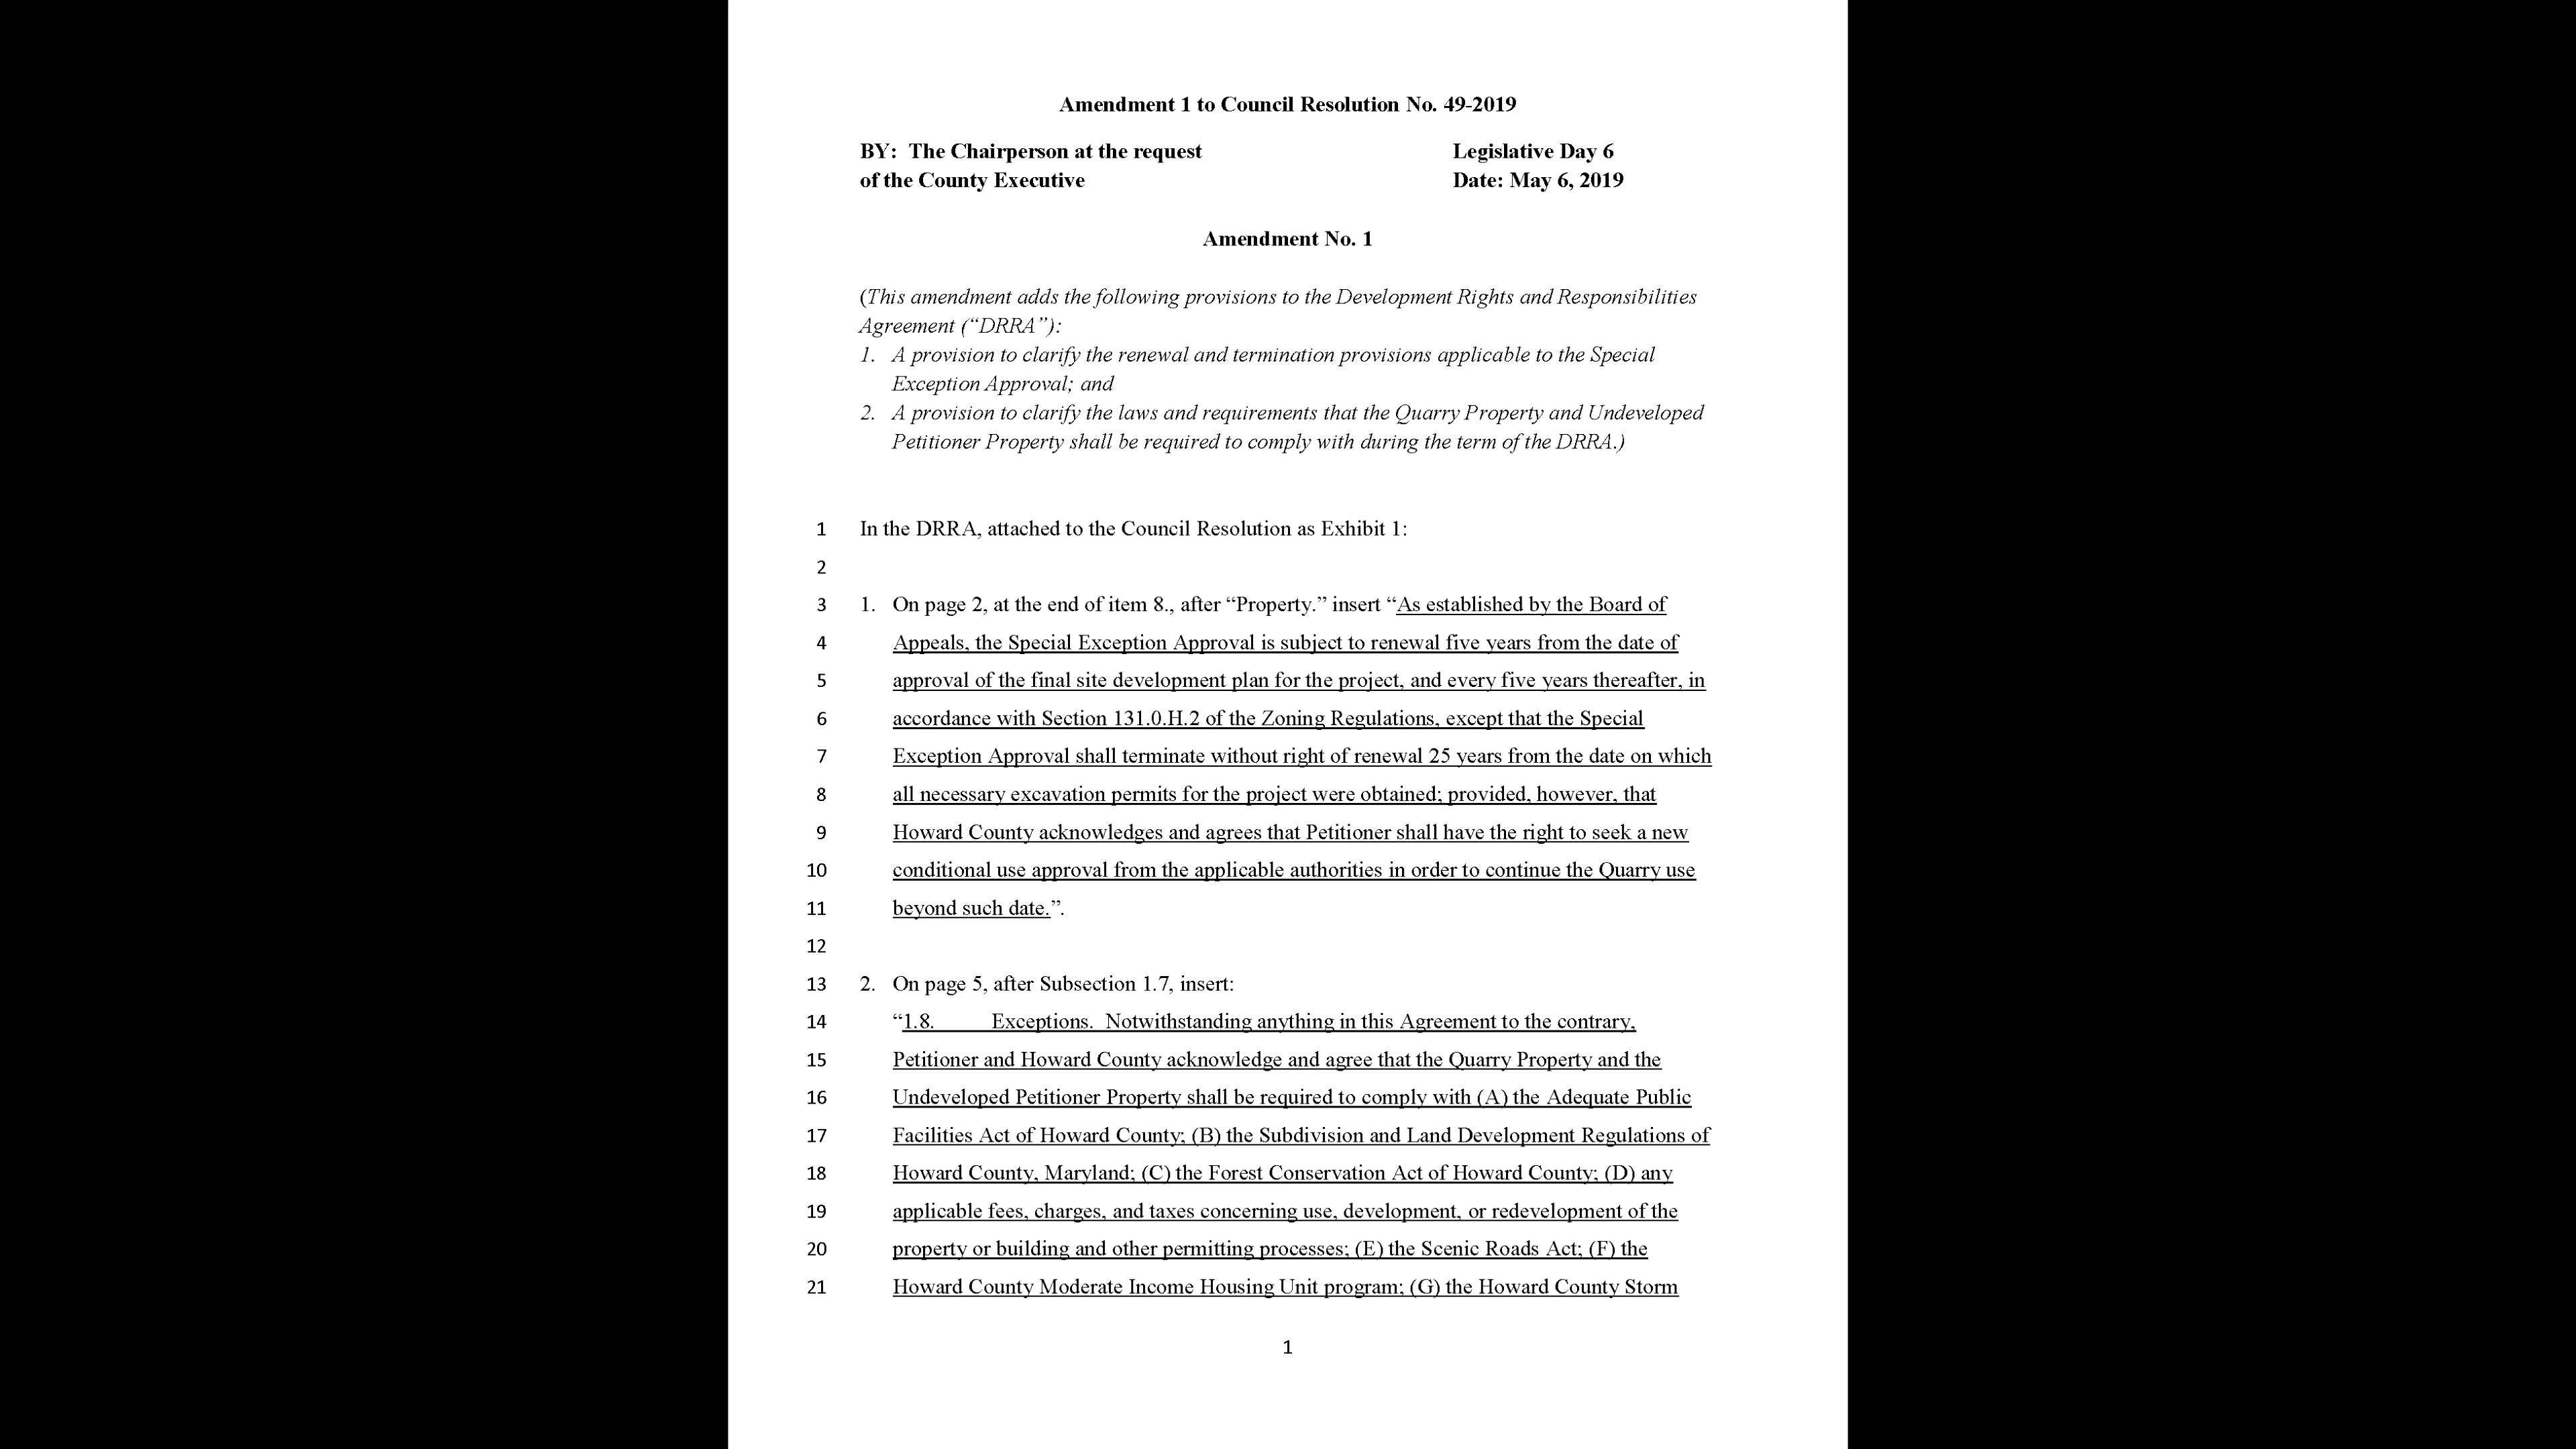 Amendment 1 to Council Resolution No. 49-2019
BY: The Chairperson at the request Legislative Day 6
of the County Executive Date: May 6, 2019
Amendment No. 1
(This amendment adds the following provisions to the Development Rights and Responsibilities
Agreement (“DRRA”):
1. A provision to clarify the renewal and termination provisions applicable to the Special
Exception Approval; and
2. A provision to clarify the laws and requirements that the Quarry Property and Undeveloped
Petitioner Property shall be required to comply with during the term of the DRRA.)
1 In the DRRA, attached to the Council Resolution as Exhibit 1:
2
3 1. On page 2, at the end of item 8., after “Property.” insert “As established by the Board of
4 Appeals, the Special Exception Approval is subject to renewal five years from the date of
5 approval of the final site development plan for the project, and every five years thereafter, in
6 accordance with Section 131.0.H.2 of the Zoning Regulations, except that the Special
7 Exception Approval shall terminate without right of renewal 25 years from the date on which
8 all necessary excavation permits for the project were obtained; provided, however, that
9 Howard County acknowledges and agrees that Petitioner shall have the right to seek a new
10 conditional use approval from the applicable authorities in order to continue the Quarry use
11 beyond such date.”.
12
13 2. On page 5, after Subsection 1.7, insert:
14 “1.8. Exceptions. Notwithstanding anything in this Agreement to the contrary,
15 Petitioner and Howard County acknowledge and agree that the Quarry Property and the
16 Undeveloped Petitioner Property shall be required to comply with (A) the Adequate Public
17 Facilities Act of Howard County; (B) the Subdivision and Land Development Regulations of
18 Howard County, Maryland; (C) the Forest Conservation Act of Howard County; (D) any
19 applicable fees, charges, and taxes concerning use, development, or redevelopment of the
20 property or building and other permitting processes; (E) the Scenic Roads Act; (F) the
21 Howard County Moderate Income Housing Unit program; (G) the Howard County Storm
1